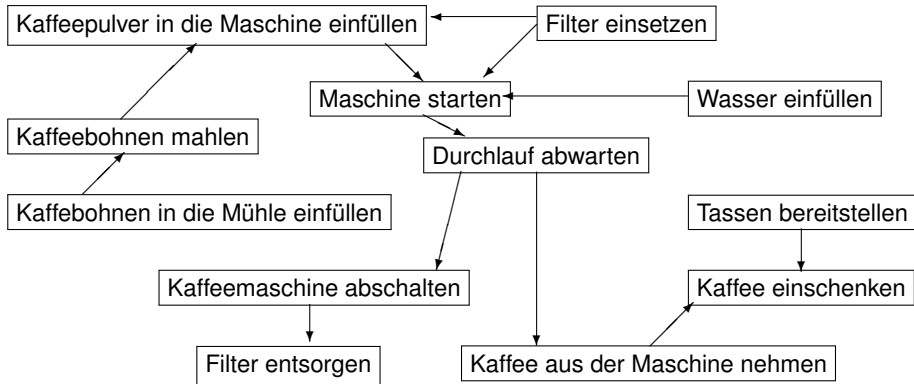 Kaffeepulver in die Maschine einfüllen
Filter einsetzen
Maschine starten
Wasser einfüllen
Kaffeebohnen mahlen
Durchlauf abwarten
Kaffebohnen in die Mühle einfüllen
Tassen bereitstellen
Kaffeemaschine abschalten
Kaffee einschenken
Filter entsorgen
Kaffee aus der Maschine nehmen